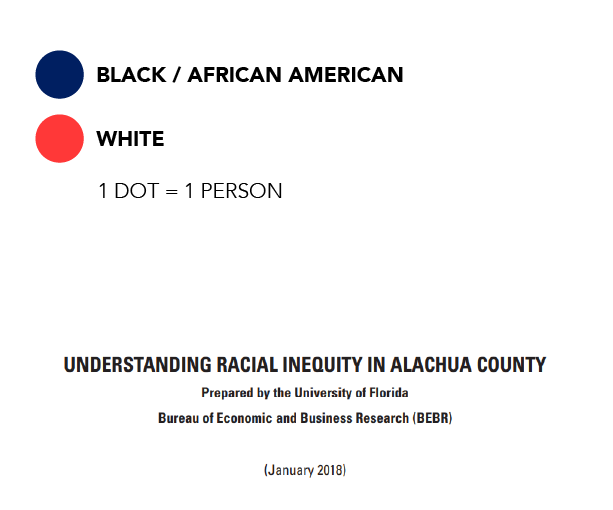 BLACK / AFRICAN AMERICAN
WHITE
1 DOT = 1 PERSON
UNDERSTANDING RACIAL INEQUITY IN ALACHUA COUNTY
Prepared by the University of Florida
Bureau of Economic and Business Research (BEBR)
(January 2018)